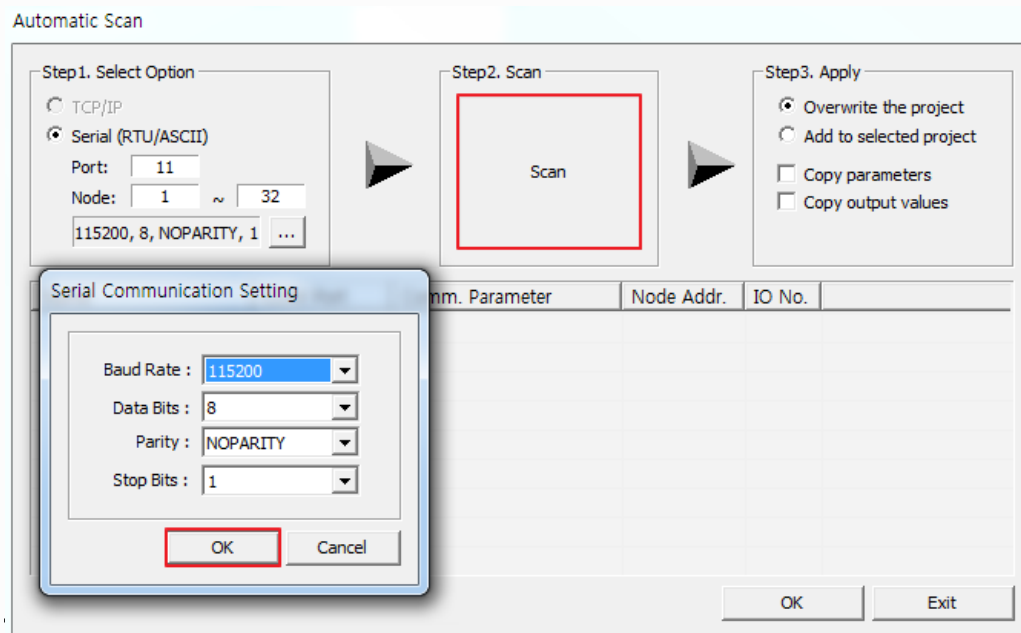 Automatic Scan
Step1. Select Option
TCP/IP
Serial (RTU/ASCII)
Port: 11
Node: 1 ~ 32
115200, 8, NOPARITY, 1 ...
Step2. Scan
Scan
Step3. Apply
Overwrite the project
Add to selected project
Copy parameters
Copy output values
mm. Parameter Node Addr. IO No.
Serial Communication Setting
Baud Rate : 115200
Data Bits : 8
Parity : NOPARITY
Stop Bits : 1
OK Cancel
OK Exit